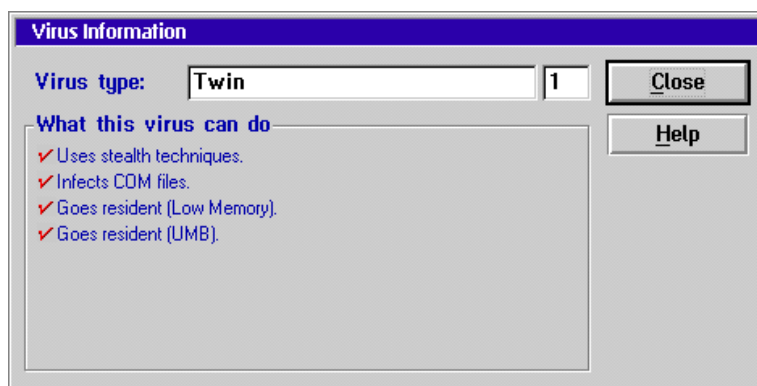 Virus Information
Virus type: Twin 1 Close
What this virus can do Help
Uses stealth techniques.
Infects COM files.
Goes resident (Low Memory).
Goes resident (UMB).